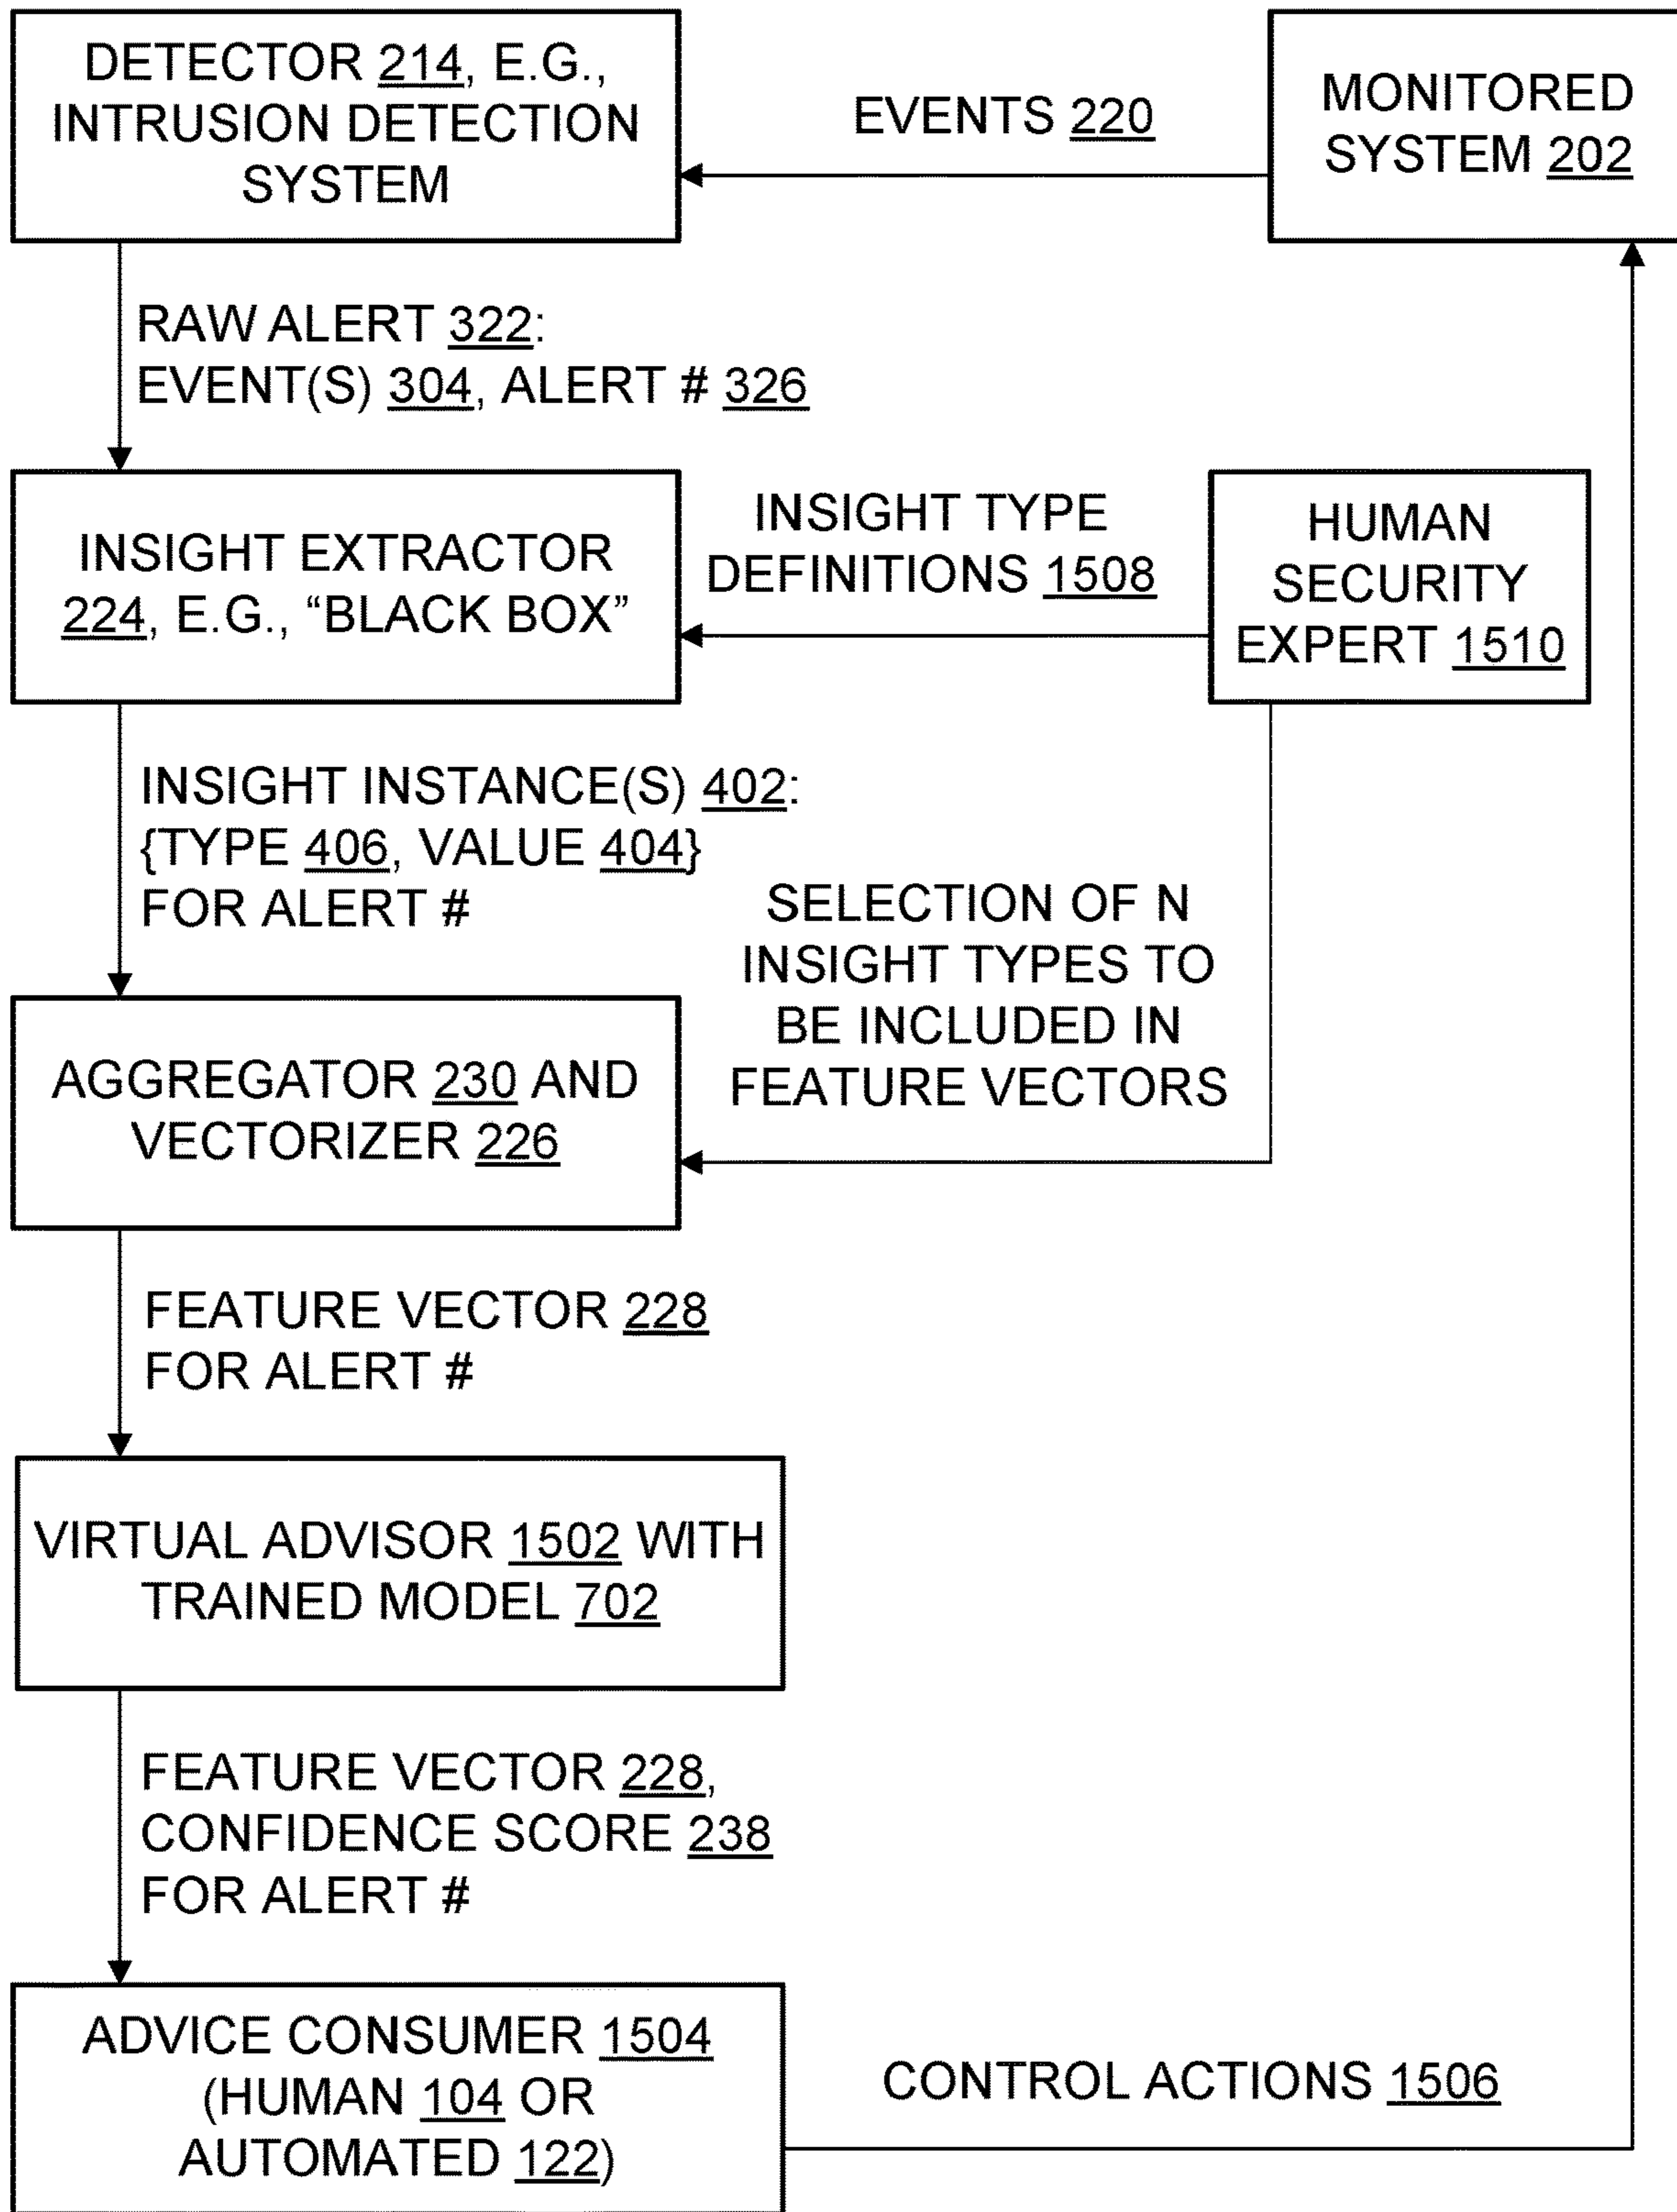 DETECTOR 214, E.G.,
INTRUSION DETECTION
SYSTEM
EVENTS 220
MONITORED
SYSTEM 202
RAW ALERT 322:
EVENT(S) 304, ALERT # 326
INSIGHT EXTRACTOR
224, E.G., “BLACK BOX”
INSIGHT TYPE
DEFINITIONS 1508
HUMAN
SECURITY
EXPERT 1510
INSIGHT INSTANCE(S) 402:
{TYPE 406, VALUE 404}
FOR ALERT #
SELECTION OF N
INSIGHT TYPES TO
BE INCLUDED IN
FEATURE VECTORS
AGGREGATOR 230 AND
VECTORIZER 226
FEATURE VECTOR 228
FOR ALERT #
VIRTUAL ADVISOR 1502 WITH
TRAINED MODEL 702
FEATURE VECTOR 228,
CONFIDENCE SCORE 238
FOR ALERT #
ADVICE CONSUMER 1504
(HUMAN 104 OR
AUTOMATED 122)
CONTROL ACTIONS 1506